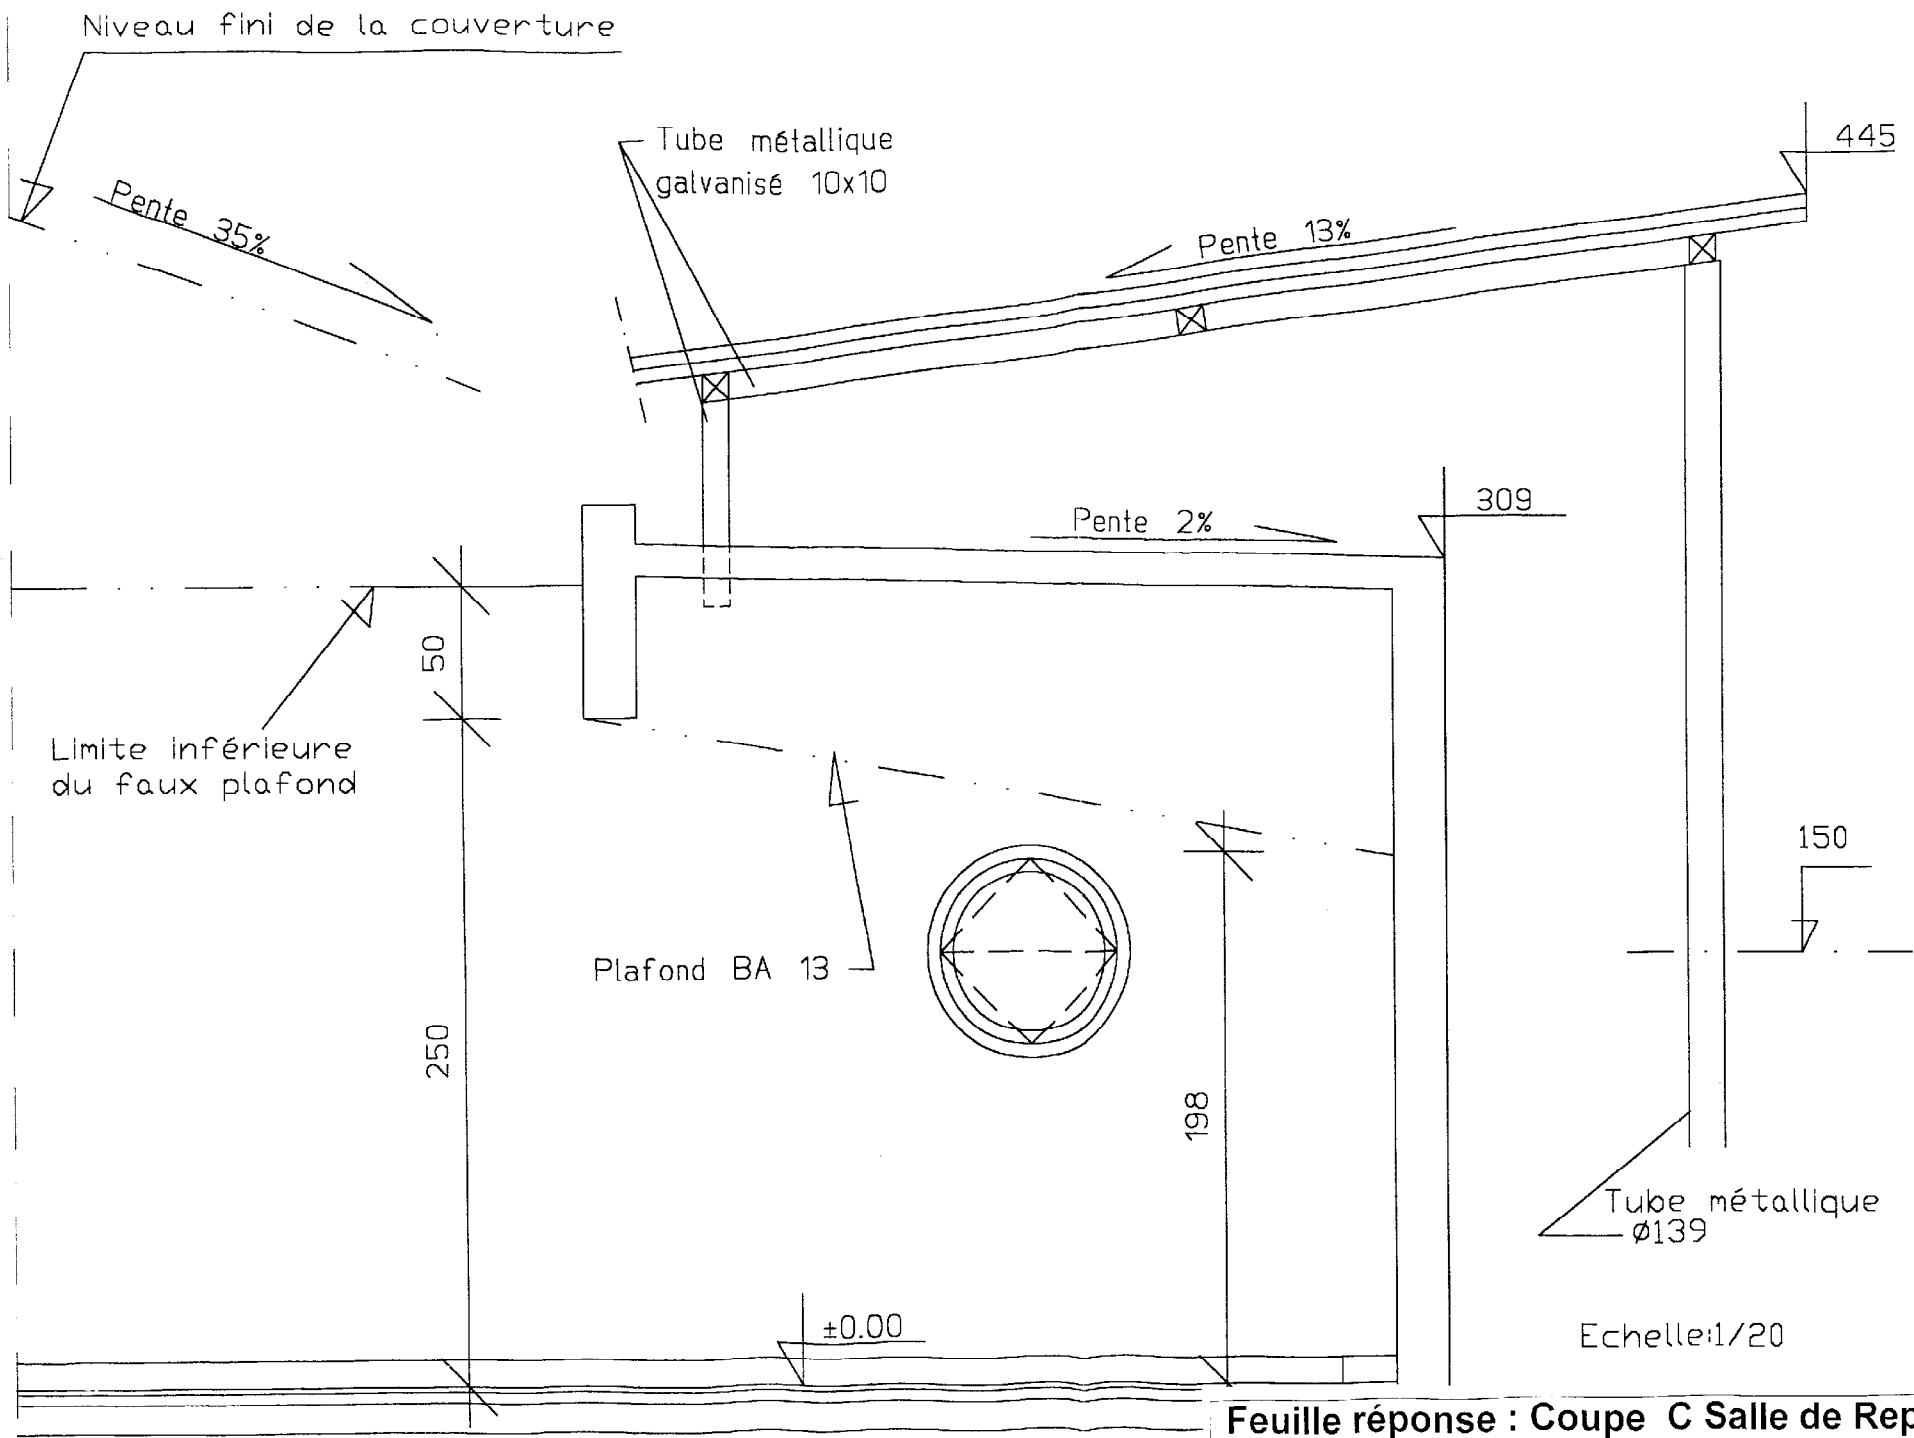 Niveau fini de la couverture
Tube métallique
galvanisé 10x10
445
Pente 35%
Pente 13%
309
Pente 2%
50
Limite inférieure
du faux plafond
150
Plafond BA 13
250
198
Tube métallique
Ø139
±0.00
Echelle:1/20
Feuille réponse : Coupe C Salle de Rep